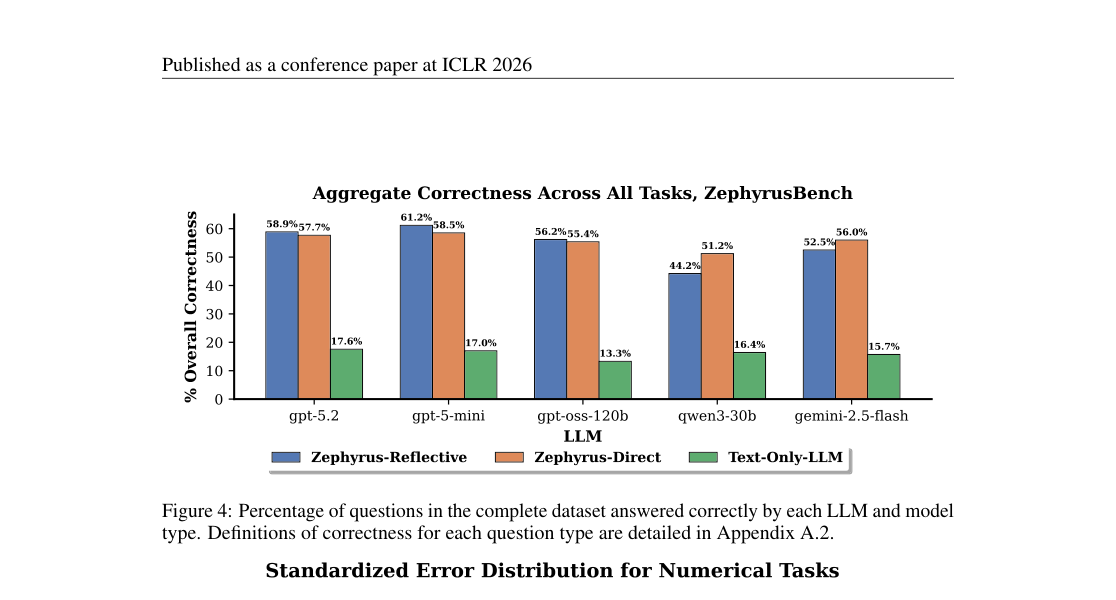 Published as a conference paper at ICLR 2026
Aggregate Correctness Across All Tasks, ZephyrusBench
% Overall Correctness
60
50
40
30
20
10
0
58.9% 57.7% 17.6%
61.2% 58.5% 17.0%
56.2% 55.4% 13.3%
44.2% 51.2% 16.4%
52.5% 56.0% 15.7%
gpt-5.2 gpt-5-mini gpt-oss-120b qwen3-30b gemini-2.5-flash
LLM
Zephyrus-Reflective Zephyrus-Direct Text-Only-LLM
Figure 4: Percentage of questions in the complete dataset answered correctly by each LLM and model
type. Definitions of correctness for each question type are detailed in Appendix A.2.
Standardized Error Distribution for Numerical Tasks